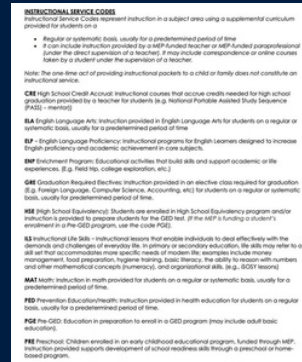 INSTRUCTIONAL SERVICE CODES
Instructional Service Codes represent instruction in a subject area using a supplemental curriculum
provided for students on a
• Regular or systematic basis, usually for a predetermined period of time
• It can include instruction provided by a MEP-funded teacher or MEP-funded paraprofessional
(under the direct supervision of a teacher). It may include correspondence or online courses
taken by a student under the supervision of a teacher.
Note: The one-time act of providing instructional packets to a child or family does not constitute an
instructional service.
CRE High School Credit Accrual: Instructional courses that accrue credits needed for high school
graduation provided by a teacher for students (e.g. National Portable Assisted Study Sequence
(PASS) - mentor))
ELA English Language Arts: Instruction provided in English Language Arts for students on a regular or
systematic basis, usually for a predetermined period of time
ELP - English Language Proficiency: Instructional programs for English Learners designed to increase
English proficiency and academic achievement in core subjects.
ENP Enrichment Program: Educational activities that build skills and support academic or life
experiences. (E.g. Field trip, college exploration, etc.)
GRE Graduation Required Electives: Instruction provided in an elective class required for graduation
(E.g. Foreign Language, Computer Science, Accounting, etc) for students on a regular or systematic
basis, usually for predetermined period of time.
HSE (High School Equivalency): Students are enrolled in High School Equivalency program and/or
instruction is provided to prepare students for the GED test. (If the MEP is funding a student's
enrollment in a Pre-GED program, use the code PGE).
ILS Instructional Life Skills - Instructional lessons that enable individuals to deal effectively with the
demands and challenges of everyday life. In primary or secondary education, life skills may refer to a
skill set that accommodates more specific needs of modern life; examples include money
management, food preparation, hygiene training, basic literacy, the ability to reason with numbers
and other mathematical concepts (numeracy), and organizational skills. (e.g., iSOSY lessons)
MAT Math: Instruction in math provided for students on a regular or systematic basis, usually for a
predetermined period of time.
PED Prevention Education/Health: Instruction provided in health education for students on a regular
basis, usually for a predetermined period of time.
PGE Pre-GED: Education in preparation to enroll in a GED program (may include adult basic
education).
PRE Preschool: Children enrolled in an early childhood educational program, funded through MEP.
Instruction provided supports development of school readiness skills through a preschool or home-
based program.